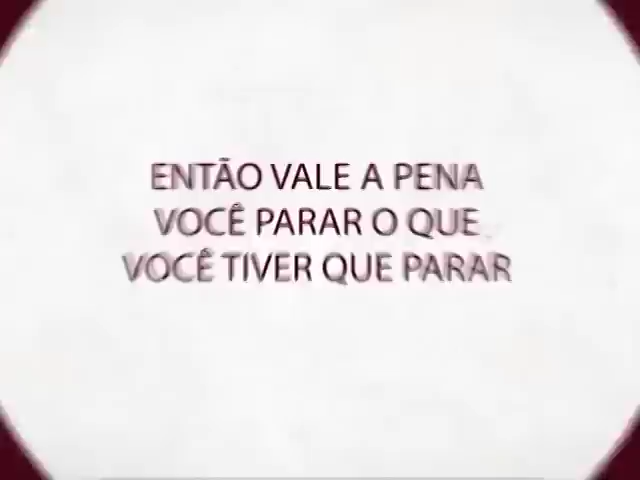 ENTÃO VALE A PENA
VOCÊ PARAR O QUE
VOCÊ TIVER QUE PARAR